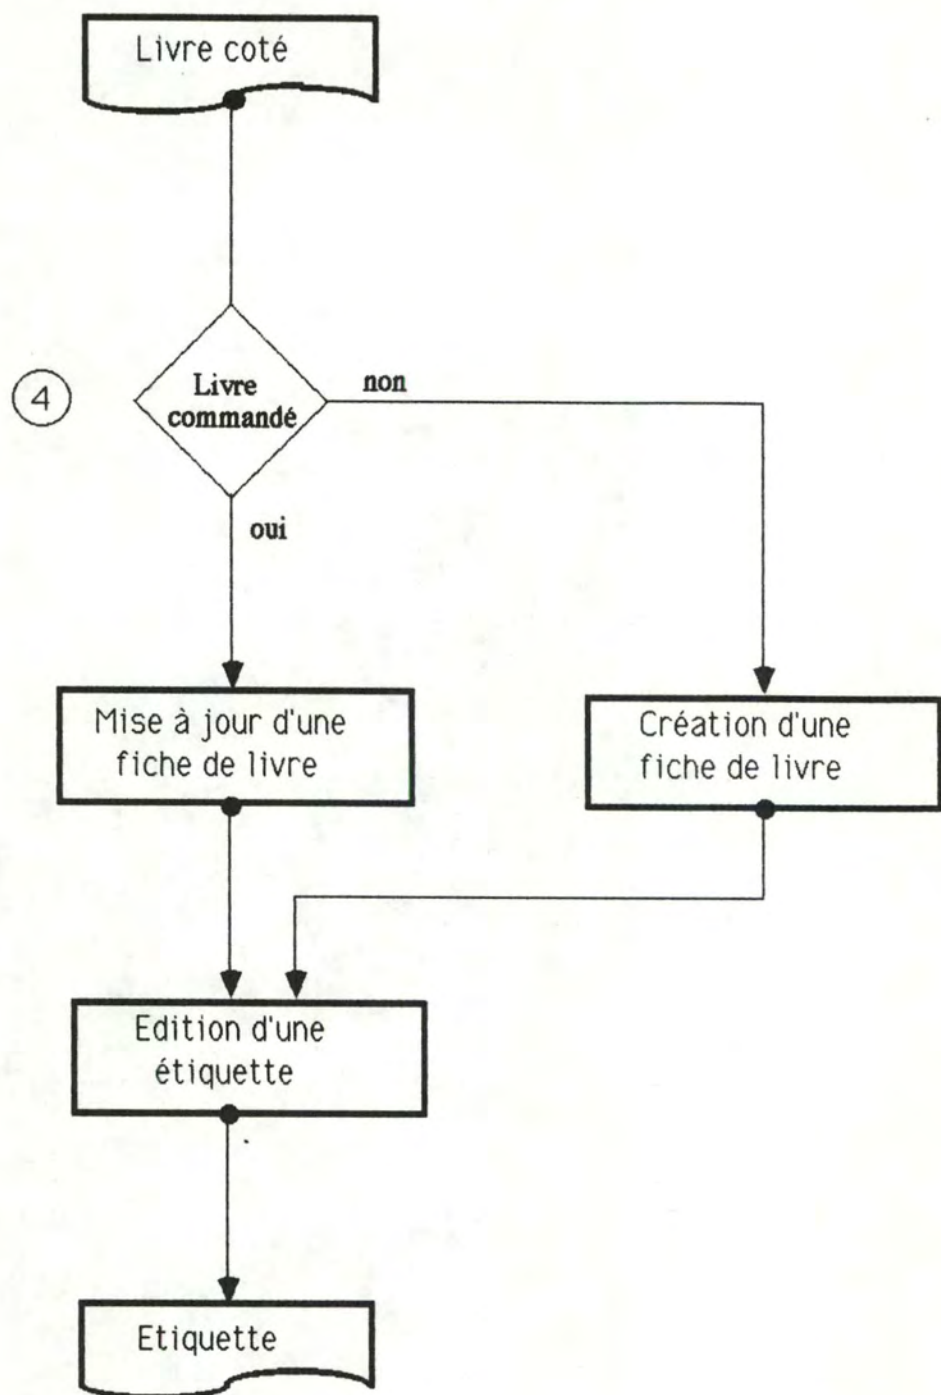 Livre coté
4
Livre
commandé
non
oui
Mise à jour d'une
fiche de livre
Création d'une
fiche de livre
Edition d'une
étiquette
Etiquette